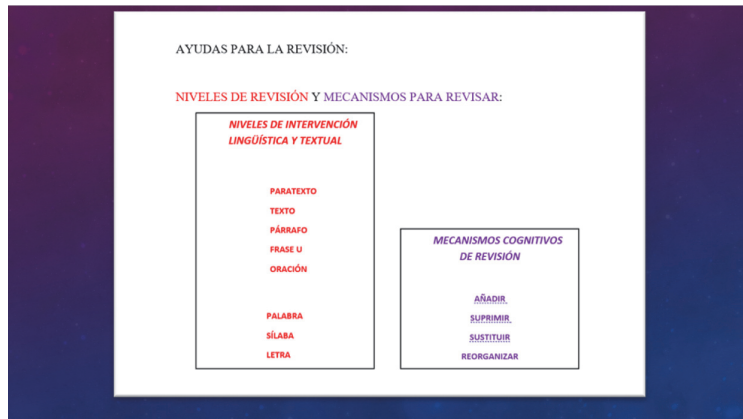 AYUDAS PARA LA REVISIÓN:
NIVELES DE REVISIÓN Y MECANISMOS PARA REVISAR:
NIVELES DE INTERVENCIÓN
LINGÜÍSTICA Y TEXTUAL
PARATEXTO
TEXTO
PÁRRAFO
FRASE U
ORACIÓN
PALABRA
SÍLABA
LETRA
MECANISMOS COGNITIVOS
DE REVISIÓN
AÑADIR
SUPRIMIR
SUSTITUIR
REORGANIZAR